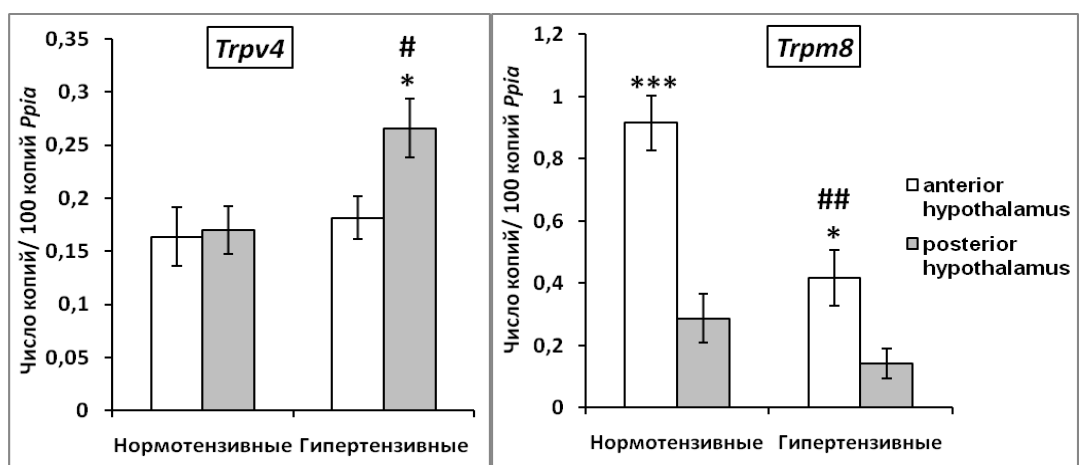 Trpv4
Число копий/ 100 копий Ppia
0,35
0,3
0,25
0,2
0,15
0,1
0,05
0
#
*
Нормотензивные Гипертензивные
Trpm8
Число копий/ 100 копий Ppia
1,2
1
0,8
0,6
0,4
0,2
0
***
##
*
Нормотензивные Гипертензивные
anterior
hypothalamus
posterior
hypothalamus